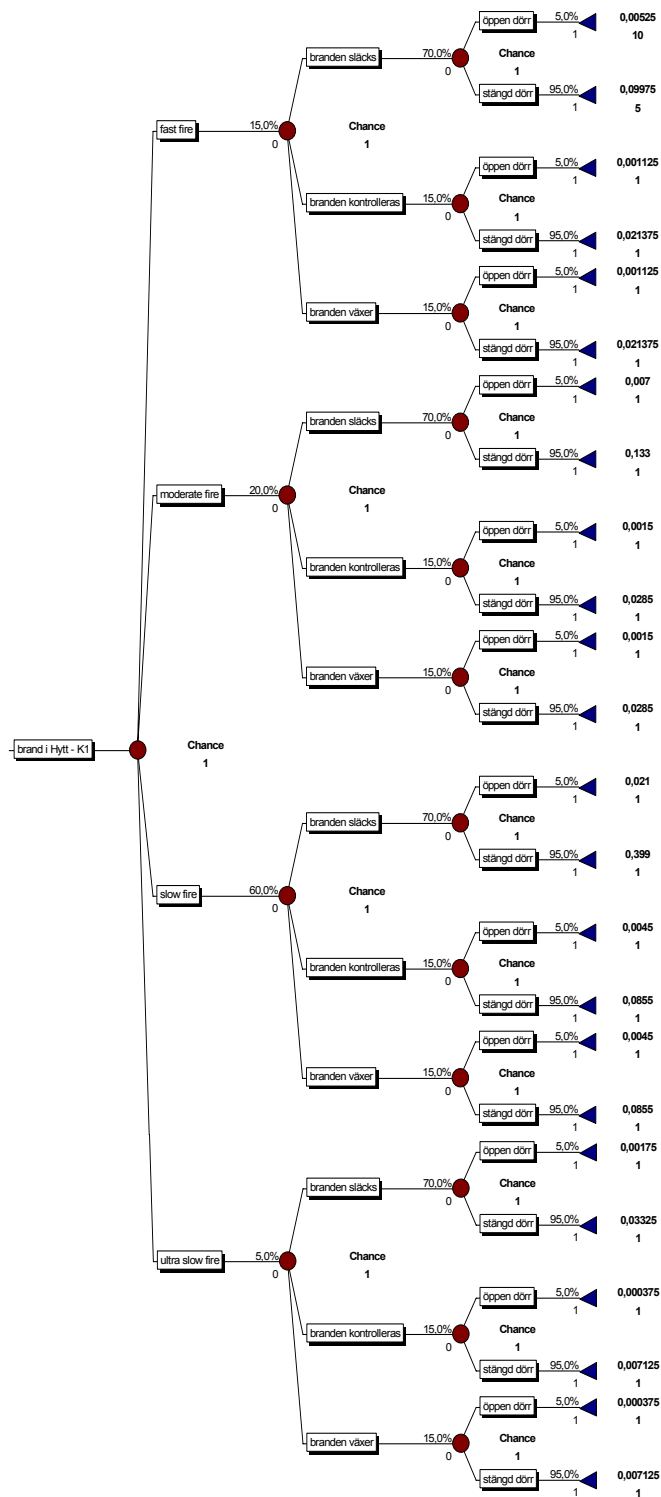 öppen dörr 5,0% 0,00525
1 10
branden släcks 70,0% Chance
0 1
stängd dörr 95,0% 0,09975
1 5
fast fire 15,0% Chance
0 1
öppen dörr 5,0% 0,001125
1 1
branden kontrolleras 15,0% Chance
0 1
stängd dörr 95,0% 0,021375
1 1
öppen dörr 5,0% 0,001125
1 1
branden växer 15,0% Chance
0 1
stängd dörr 95,0% 0,021375
1 1
öppen dörr 5,0% 0,007
1 1
branden släcks 70,0% Chance
0 1
stängd dörr 95,0% 0,133
1 1
moderate fire 20,0% Chance
0 1
öppen dörr 5,0% 0,0015
1 1
branden kontrolleras 15,0% Chance
0 1
stängd dörr 95,0% 0,0285
1 1
öppen dörr 5,0% 0,0015
1 1
branden växer 15,0% Chance
0 1
stängd dörr 95,0% 0,0285
1 1
brand i Hytt - K1 Chance
1
öppen dörr 5,0% 0,021
1 1
branden släcks 70,0% Chance
0 1
stängd dörr 95,0% 0,399
1 1
slow fire 60,0% Chance
0 1
öppen dörr 5,0% 0,0045
1 1
branden kontrolleras 15,0% Chance
0 1
stängd dörr 95,0% 0,0855
1 1
öppen dörr 5,0% 0,0045
1 1
branden växer 15,0% Chance
0 1
stängd dörr 95,0% 0,0855
1 1
öppen dörr 5,0% 0,00175
1 1
branden släcks 70,0% Chance
0 1
stängd dörr 95,0% 0,03325
1 1
ultra slow fire 5,0% Chance
0 1
öppen dörr 5,0% 0,000375
1 1
branden kontrolleras 15,0% Chance
0 1
stängd dörr 95,0% 0,007125
1 1
öppen dörr 5,0% 0,000375
1 1
branden växer 15,0% Chance
0 1
stängd dörr 95,0% 0,007125
1 1